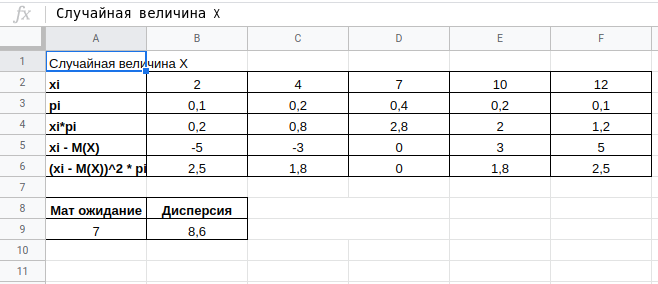 fx Случайная величина X
A B C D E F
1 Случайная величина X
2 xi 2 4 7 10 12
3 pi 0,1 0,2 0,4 0,2 0,1
4 xi*pi 0,2 0,8 2,8 2 1,2
5 xi - M(X) -5 -3 0 3 5
6 (xi - M(X))^2 * pi 2,5 1,8 0 1,8 2,5
7
8 Мат ожидание Дисперсия
9 7 8,6
10
11